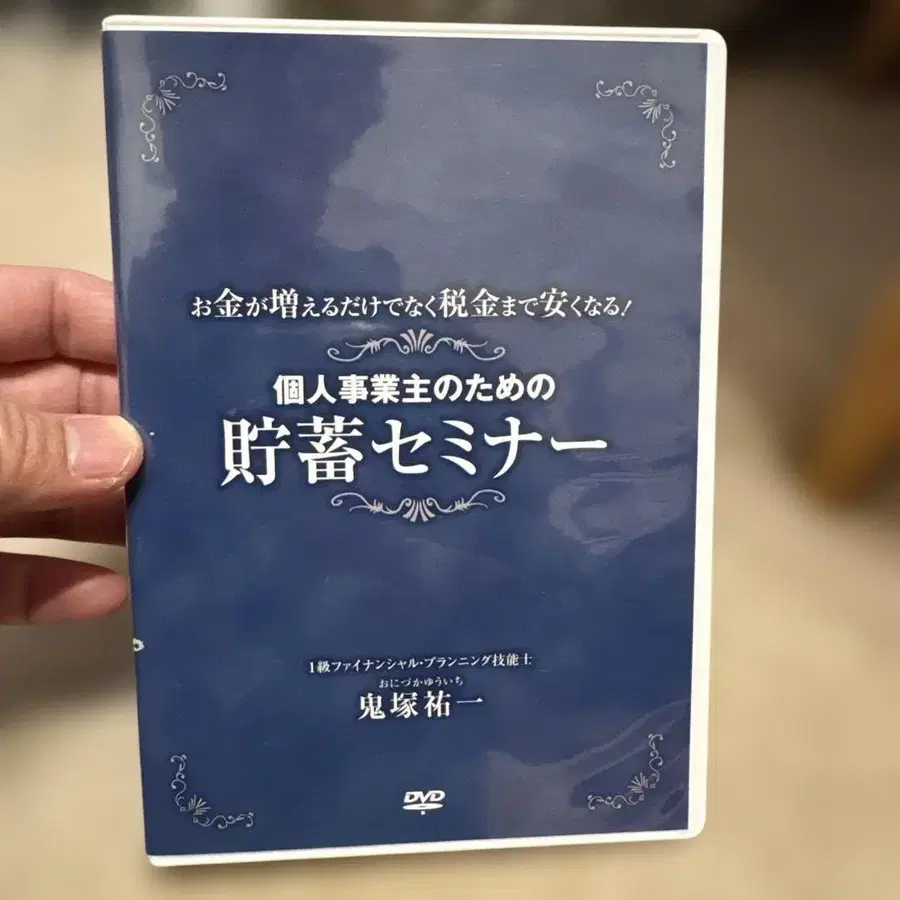 お金が増えるだけでなく税金まで安くなる!
個人事業主のための
貯蓄セミナー
1級ファイナンシャル・プランニング技能士
おにづかゆういち
鬼塚祐一
DVD